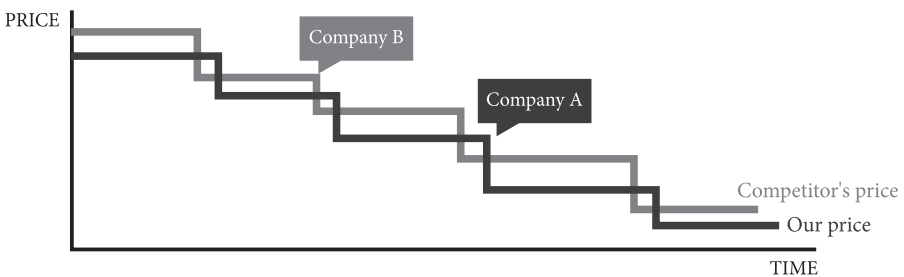 PRICE
Company B
Company A
Competitor's price
Our price
TIME